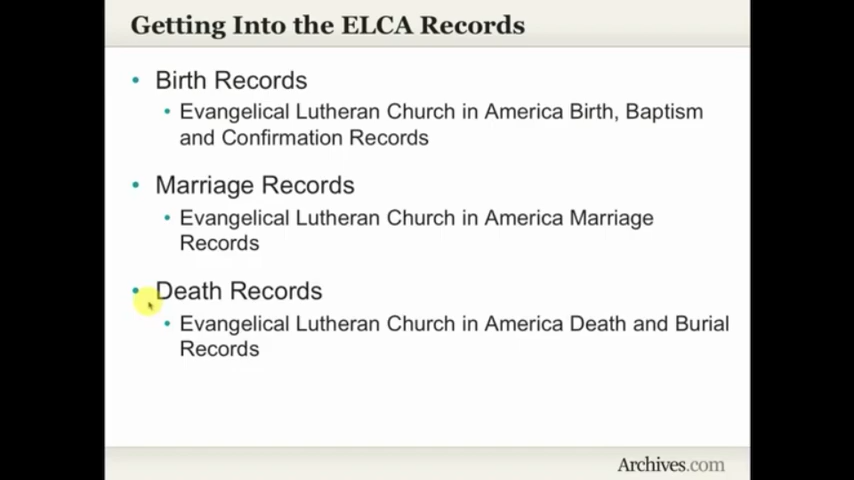 Getting Into the ELCA Records
• Birth Records
• Evangelical Lutheran Church in America Birth, Baptism
and Confirmation Records
• Marriage Records
• Evangelical Lutheran Church in America Marriage
Records
• Death Records
• Evangelical Lutheran Church in America Death and Burial
Records
Archives.com